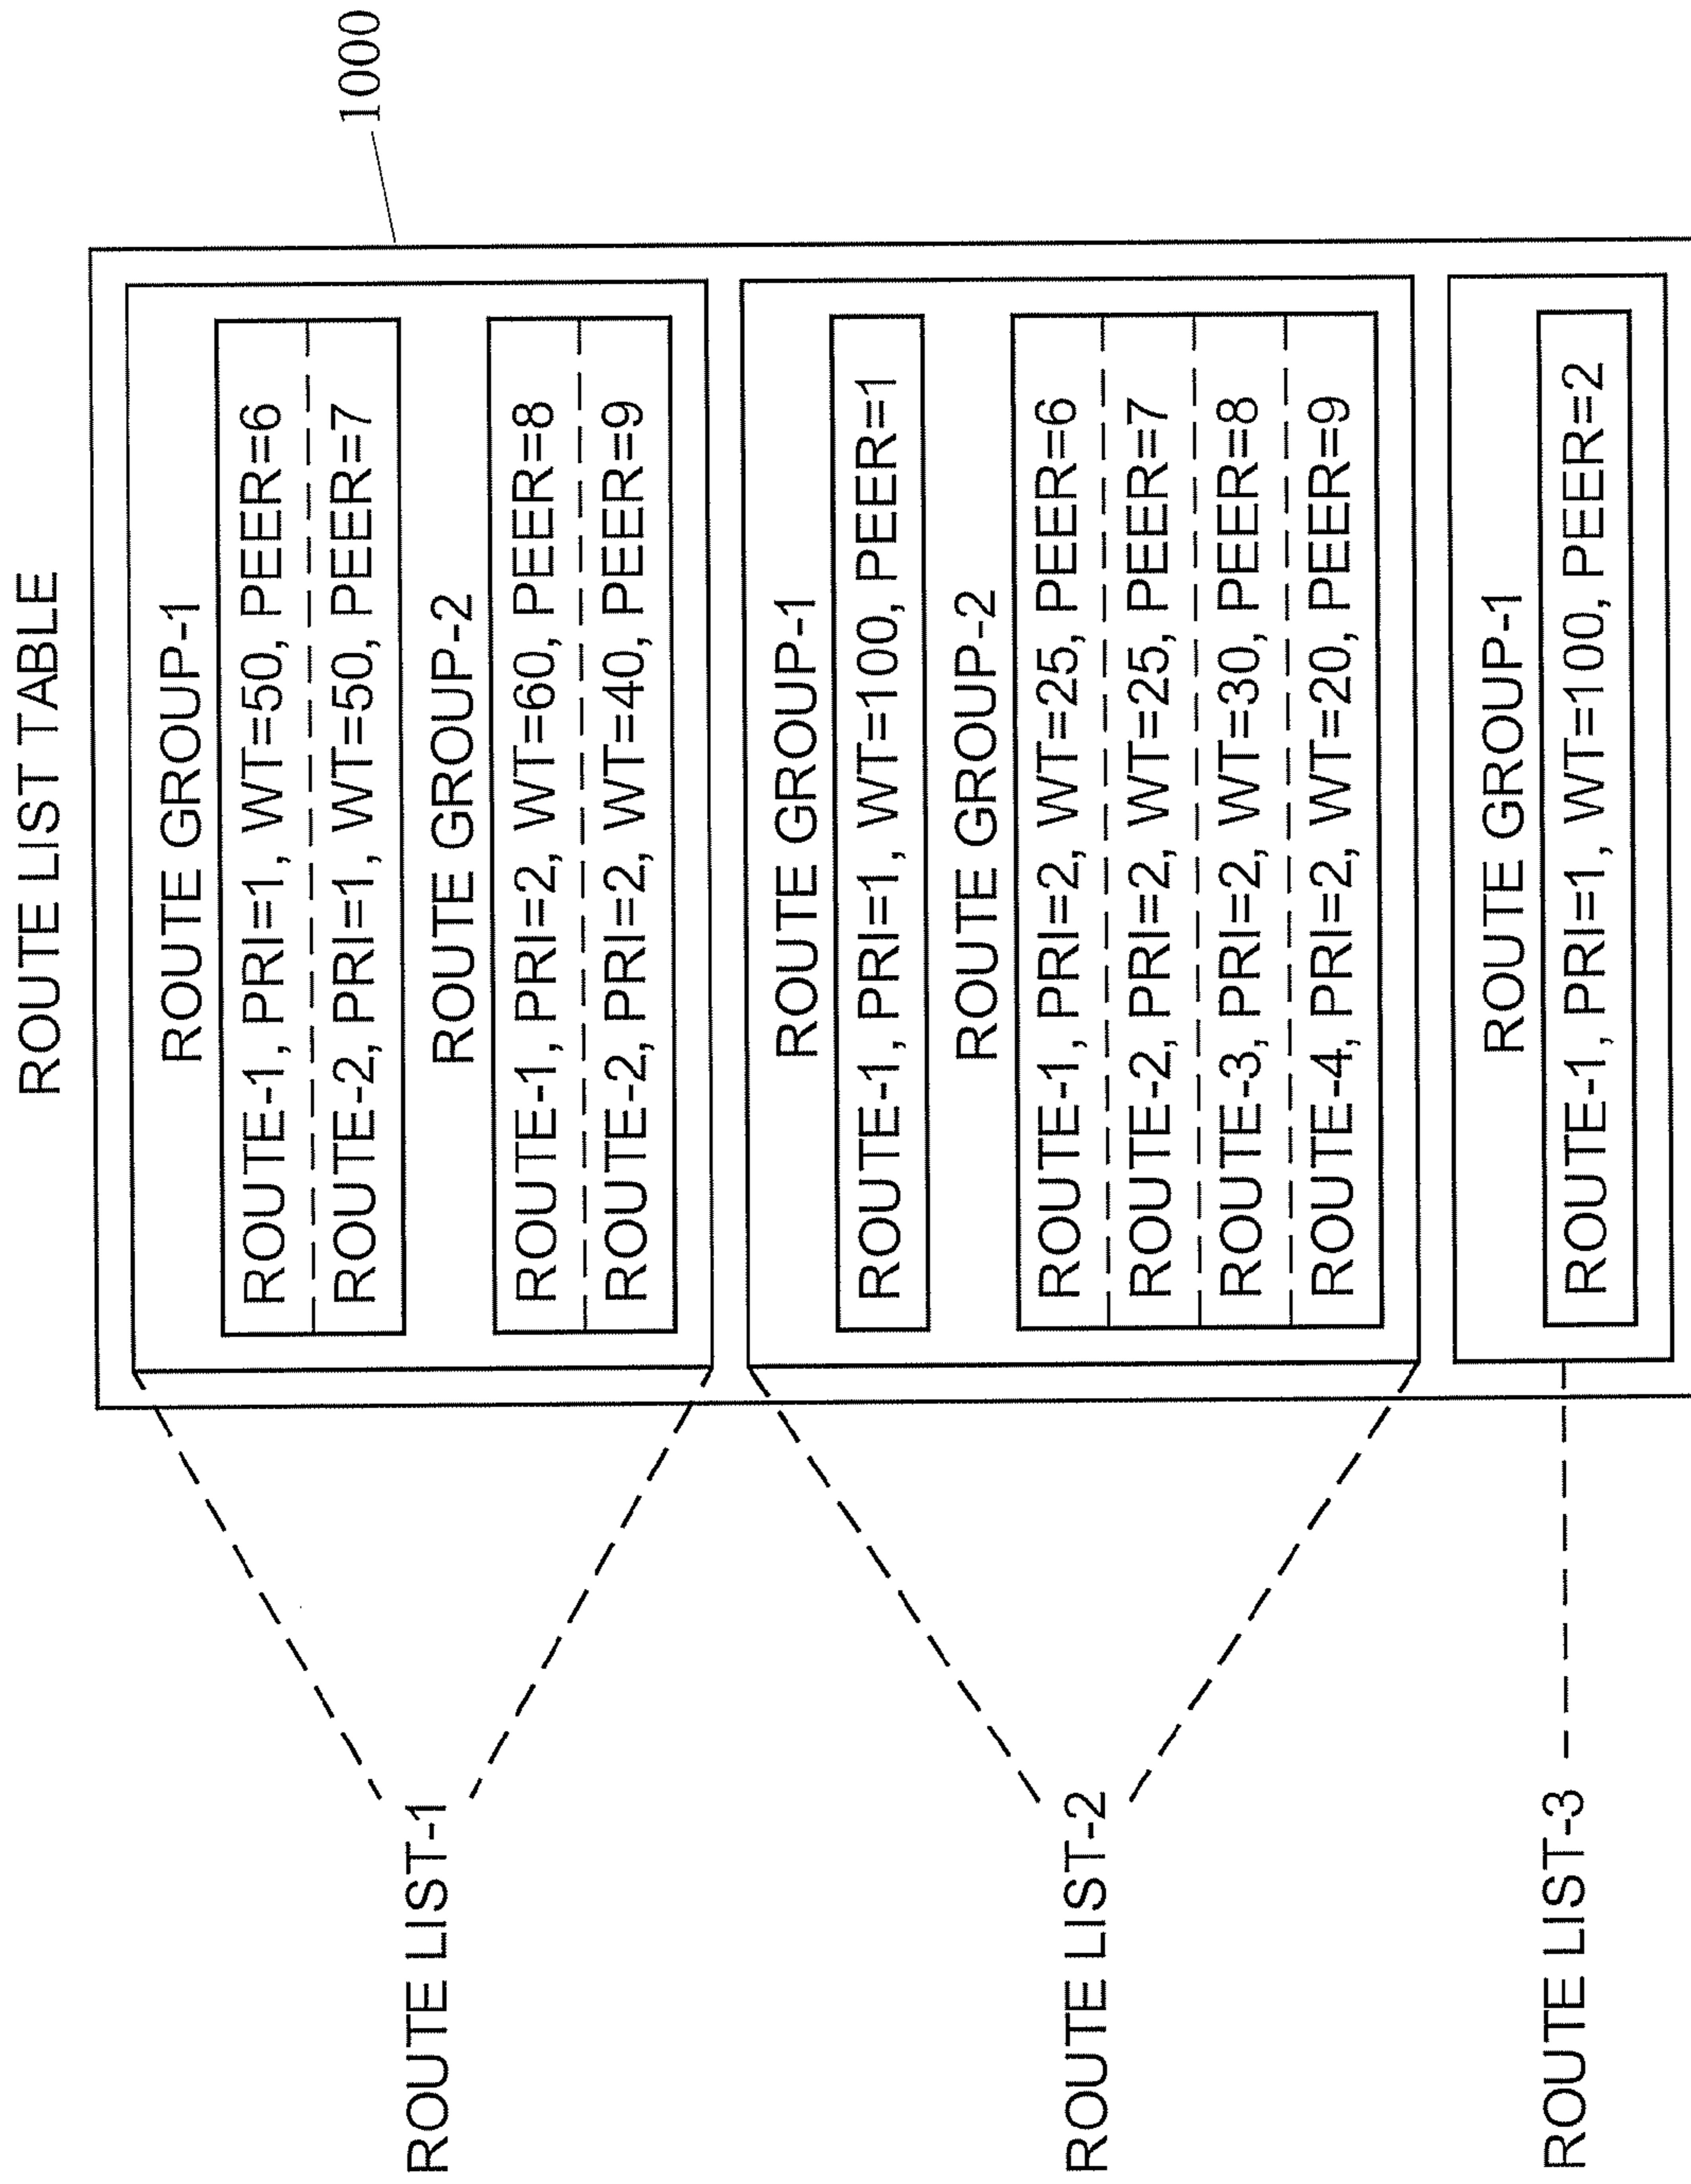 ROUTE LIST TABLE
1000
ROUTE LIST-1
ROUTE GROUP-1
ROUTE-1, PRI=1, WT=50, PEER=6
ROUTE-2, PRI=1, WT=50, PEER=7
ROUTE GROUP-2
ROUTE-1, PRI=2, WT=60, PEER=8
ROUTE-2, PRI=2, WT=40, PEER=9
ROUTE LIST-2
ROUTE GROUP-1
ROUTE-1, PRI=1, WT=100, PEER=1
ROUTE GROUP-2
ROUTE-1, PRI=2, WT=25, PEER=6
ROUTE-2, PRI=2, WT=25, PEER=7
ROUTE-3, PRI=2, WT=30, PEER=8
ROUTE-4, PRI=2, WT=20, PEER=9
ROUTE LIST-3
ROUTE GROUP-1
ROUTE-1, PRI=1, WT=100, PEER=2